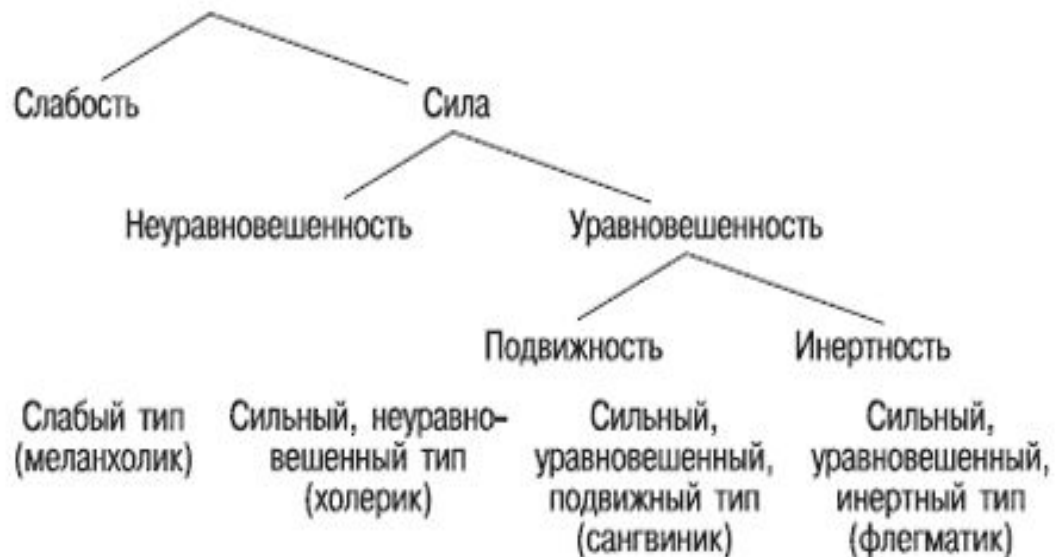 Слабость
Сила
Неуравновешенность
Уравновешенность
Подвижность
Инертность
Слабый тип
(меланхолик)
Сильный, неуравно-
вешенный тип
(холерик)
Сильный,
уравновешенный,
подвижный тип
(сангвиник)
Сильный,
уравновешенный,
инертный тип
(флегматик)